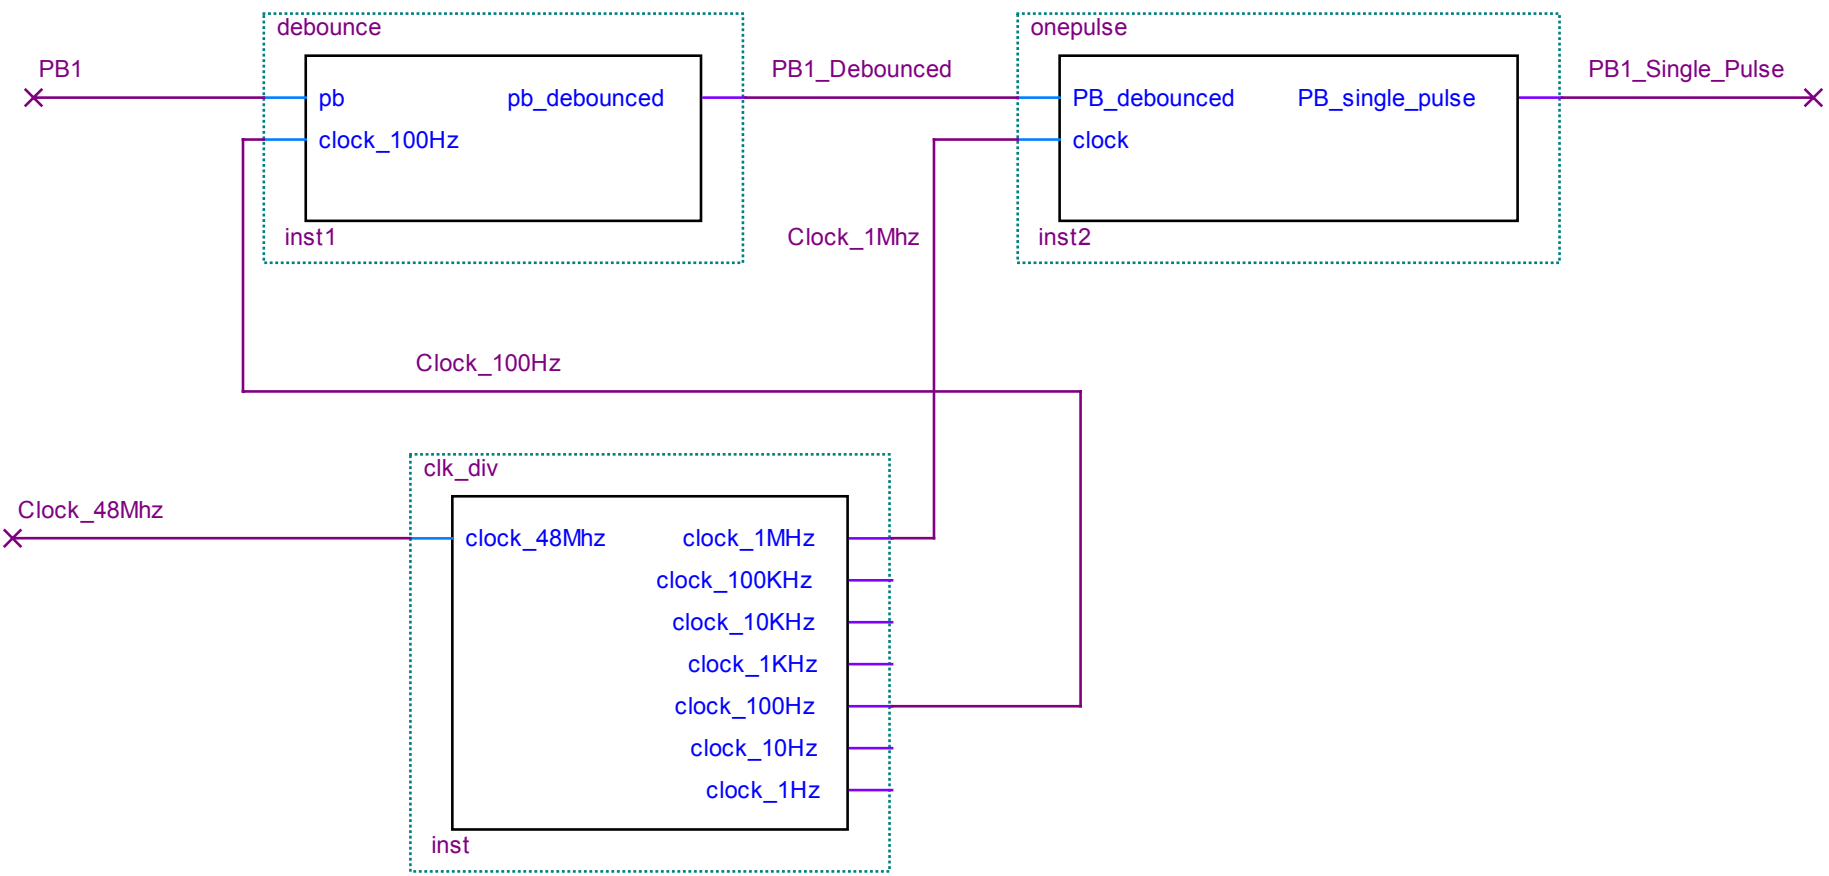 debounce
onepulse
PB1
PB1_Debounced
PB1_Single_Pulse
pb
pb_debounced
PB_debounced
PB_single_pulse
clock_100Hz
clock
inst1
Clock_1Mhz
inst2
Clock_100Hz
clk_div
Clock_48Mhz
clock_48Mhz
clock_1MHz
clock_100KHz
clock_10KHz
clock_1KHz
clock_100Hz
clock_10Hz
clock_1Hz
inst